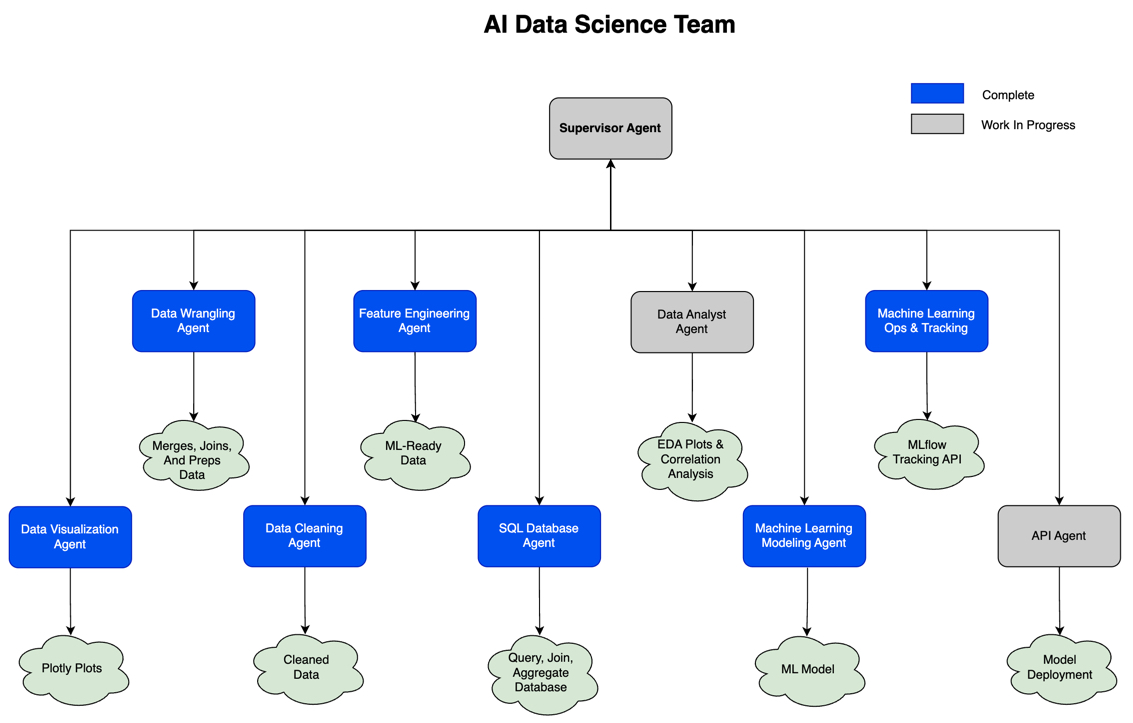 AI Data Science Team
Complete
Work In Progress
Supervisor Agent
Data Wrangling
Agent
Feature Engineering
Agent
Data Analyst
Agent
Machine Learning
Ops & Tracking
Merges, Joins,
And Preps
Data
ML-Ready
Data
EDA Plots &
Correlation
Analysis
MLflow
Tracking API
Data Visualization
Agent
Data Cleaning
Agent
SQL Database
Agent
Machine Learning
Modeling Agent
API Agent
Plotly Plots
Cleaned
Data
Query, Join,
Aggregate
Database
ML Model
Model
Deployment